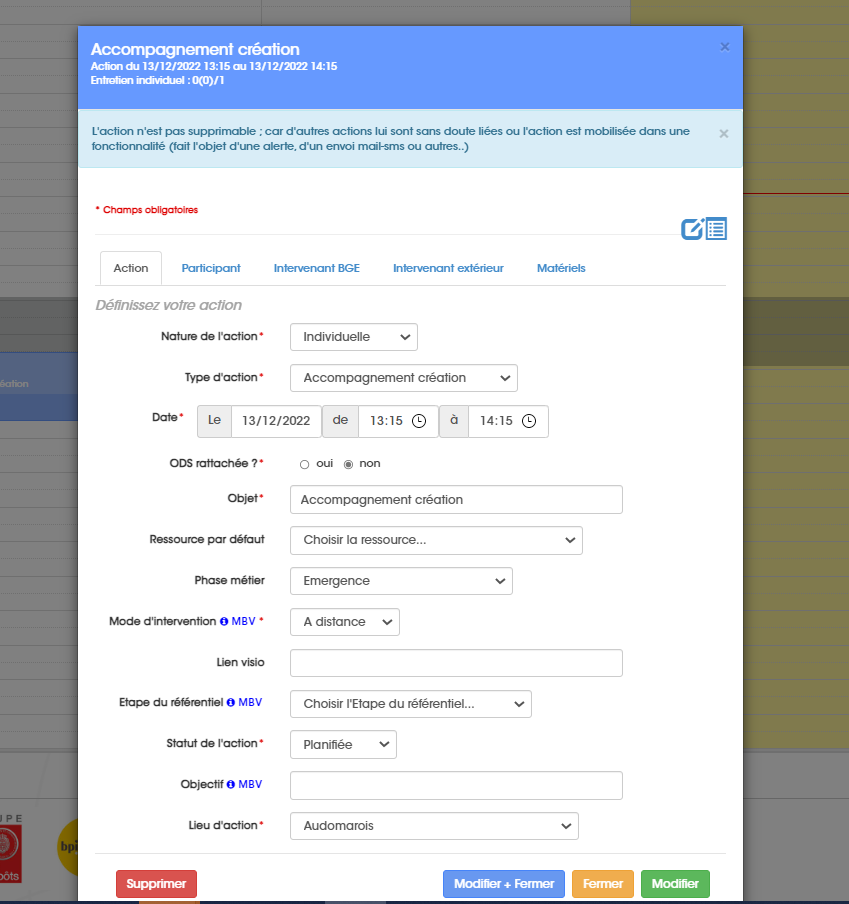 Accompagnement création
×
Action du 13/12/2022 13:15 au 13/12/2022 14:15
Entretien individuel : 0(0)/1
L'action n'est pas supprimable ; car d'autres actions lui sont sans doute liées ou l'action est mobilisée dans une
×
fonctionnalité (fait l'objet d'une alerte, d'un envoi mail-sms ou autres..)
* Champs obligatoires
Action Participant Intervenant BGE Intervenant extérieur Matériels
Définissez votre action
Nature de l'action* Individuelle
Type d'action* Accompagnement création
Date* Le 13/12/2022 de 13:15 à 14:15
ODS rattachée ?* oui non
Objet* Accompagnement création
Ressource par défaut Choisir la ressource...
Phase métier Emergence
Mode d'intervention MBV * A distance
Lien visio
Etape du référentiel MBV Choisir l'Etape du référentiel...
Statut de l'action* Planifiée
Objectif MBV
Lieu d'action* Audomarois
Supprimer Modifier + Fermer Fermer Modifier